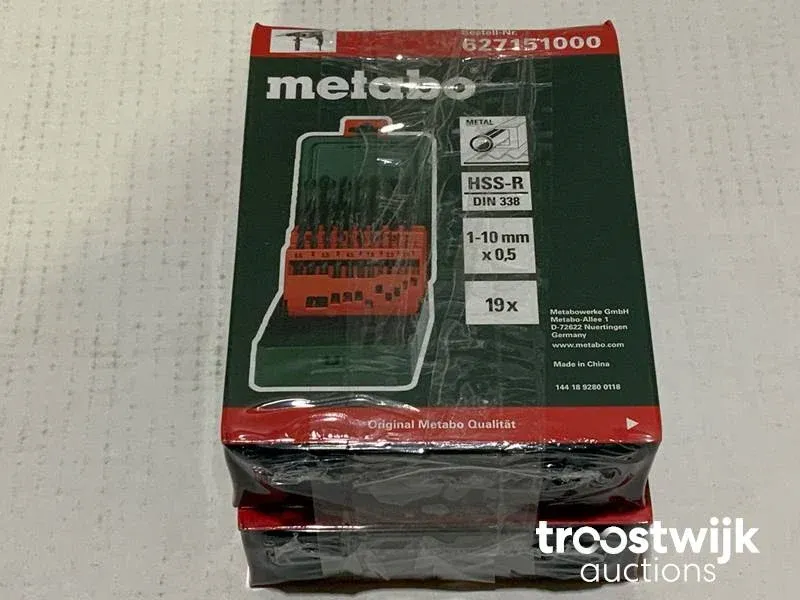 Bestell-Nr.
627151000
metabo
METAL
HSS-R
DIN 338
1-10 mm
x 0,5
19x
Metabowerke GmbH
Metabo-Allee 1
D-72622 Nuertingen
Germany
www.metabo.com
Made in China
144 18 9280 0118
Original Metabo Qualität
troostwijk
auctions